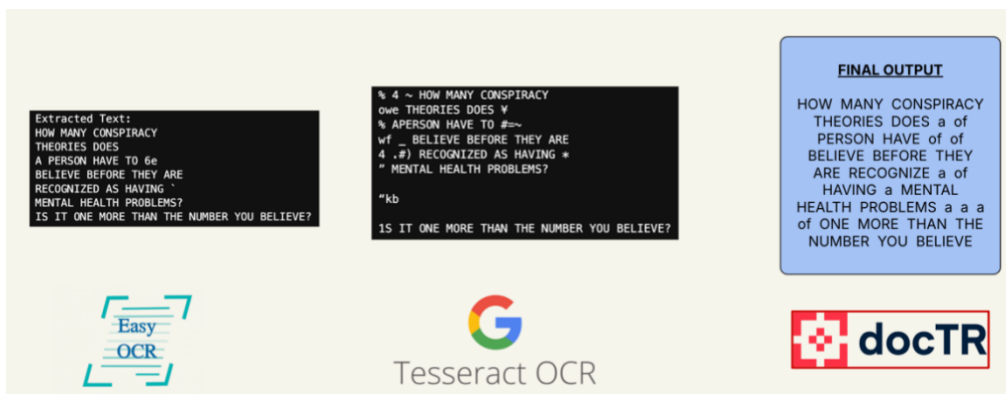 Extracted Text:
HOW MANY CONSPIRACY
THEORIES DOES
A PERSON HAVE TO 6e
BELIEVE BEFORE THEY ARE
RECOGNIZED AS HAVING `
MENTAL HEALTH PROBLEMS?
IS IT ONE MORE THAN THE NUMBER YOU BELIEVE?
Easy
OCR
% 4 ~ HOW MANY CONSPIRACY
owe THEORIES DOES ¥
% APERSON HAVE TO #=~
wf _ BELIEVE BEFORE THEY ARE
4 .#) RECOGNIZED AS HAVING *
” MENTAL HEALTH PROBLEMS?
“kb
1S IT ONE MORE THAN THE NUMBER YOU BELIEVE?
Tesseract OCR
FINAL OUTPUT
HOW MANY CONSPIRACY
THEORIES DOES a of
PERSON HAVE of of
BELIEVE BEFORE THEY
ARE RECOGNIZE a of
HAVING a MENTAL
HEALTH PROBLEMS a a a
of ONE MORE THAN THE
NUMBER YOU BELIEVE
docTR